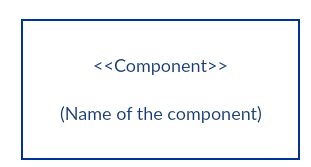 <<Component>>
(Name of the component)